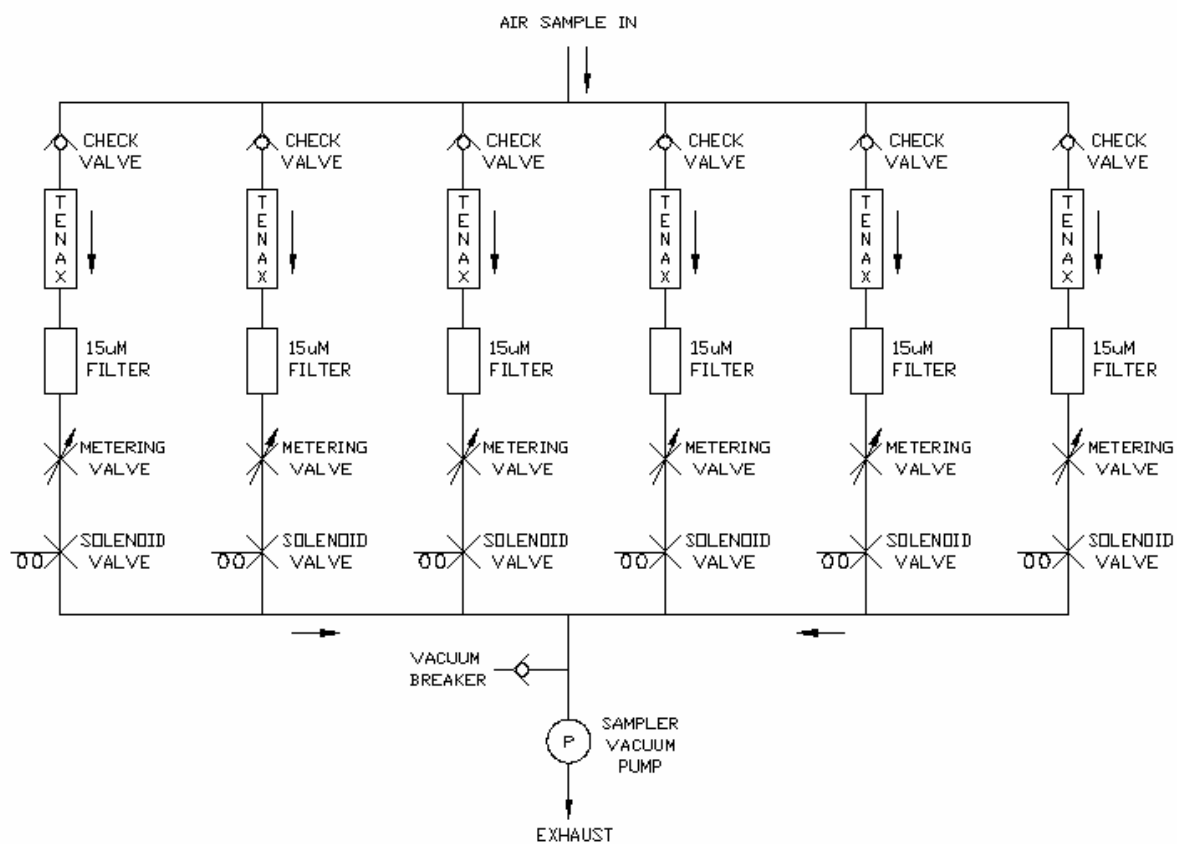 AIR SAMPLE IN
CHECK VALVE
CHECK VALVE
CHECK VALVE
CHECK VALVE
CHECK VALVE
CHECK VALVE
TENAX
TENAX
TENAX
TENAX
TENAX
TENAX
15uM FILTER
15uM FILTER
15uM FILTER
15uM FILTER
15uM FILTER
15uM FILTER
METERING VALVE
METERING VALVE
METERING VALVE
METERING VALVE
METERING VALVE
METERING VALVE
SOLENOID VALVE
SOLENOID VALVE
SOLENOID VALVE
SOLENOID VALVE
SOLENOID VALVE
SOLENOID VALVE
VACUUM
BREAKER
P
SAMPLER
VACUUM
PUMP
EXHAUST